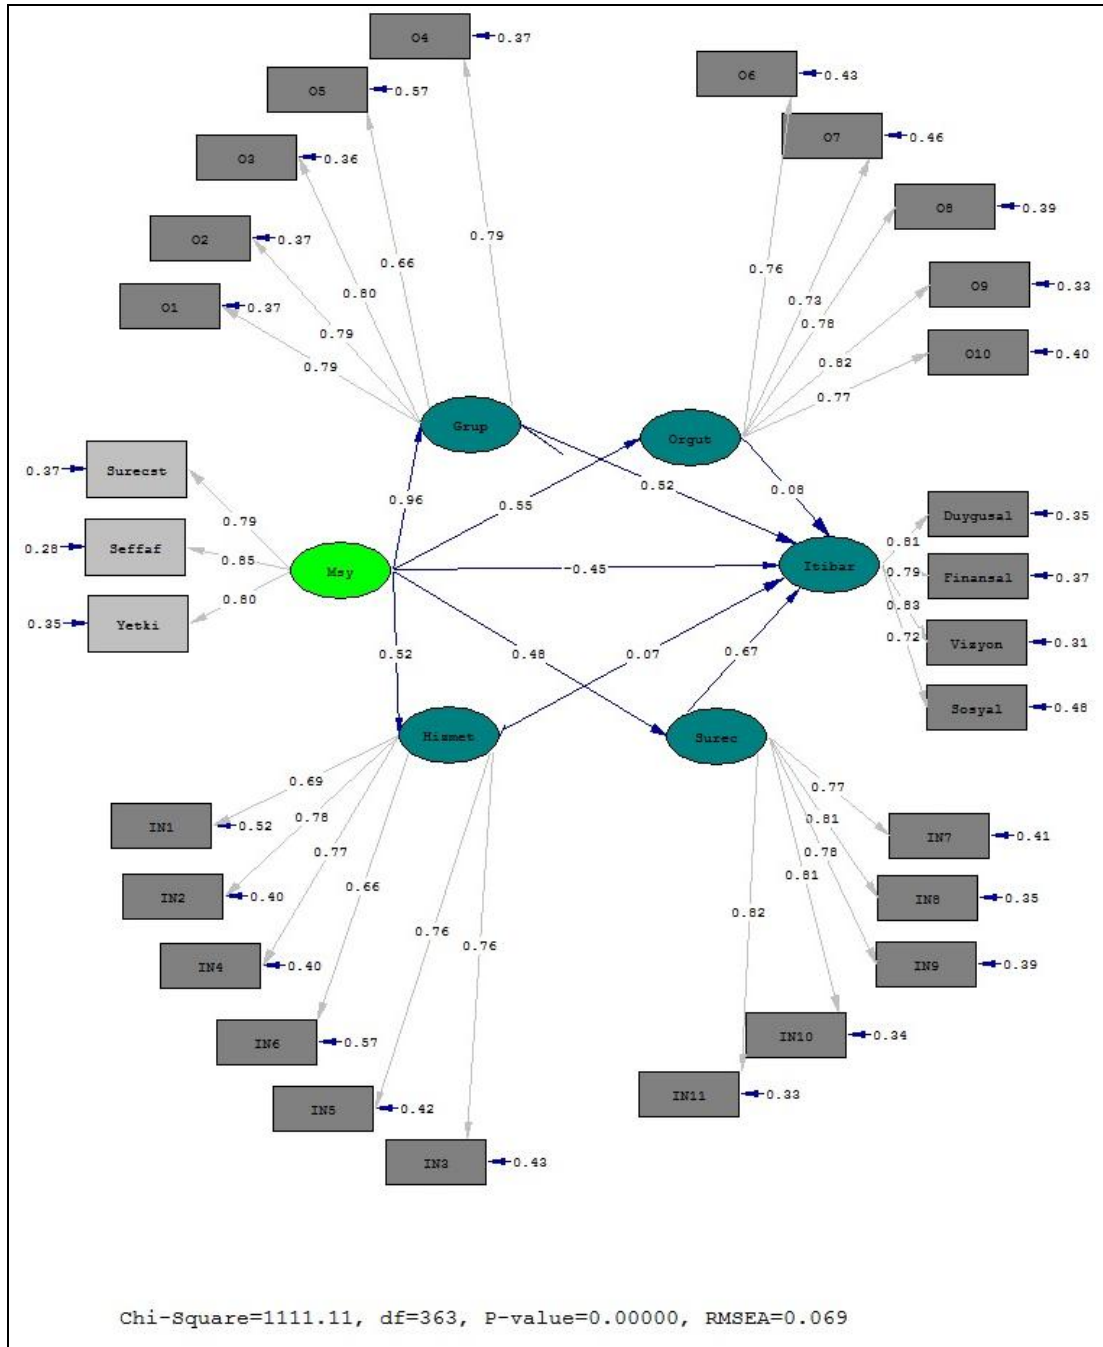 O4
0.37
O5
0.57
O6
0.43
O3
0.36
O7
0.46
O2
0.37
O8
0.39
O1
0.37
O9
0.33
O10
0.40
0.79
0.66
0.80
0.79
0.79
0.76
0.73
0.78
0.82
0.77
Grup
Orgut
0.37
Surecst
0.28
Seffaf
0.35
Yetki
0.79
0.85
0.80
Msy
0.96
0.55
0.52
0.08
-0.45
0.52
0.48
0.07
0.67
Itibar
0.81
0.79
0.83
0.72
Duygusal
0.35
Finansal
0.37
Vizyon
0.31
Sosyal
0.48
Hizmet
Surec
0.69
0.78
0.77
0.66
0.76
0.76
0.77
0.81
0.78
0.81
0.82
IN1
0.52
IN7
0.41
IN2
0.40
IN8
0.35
IN4
0.40
IN9
0.39
IN6
0.57
IN10
0.34
IN5
0.42
IN11
0.33
IN3
0.43
Chi-Square=1111.11, df=363, P-value=0.00000, RMSEA=0.069